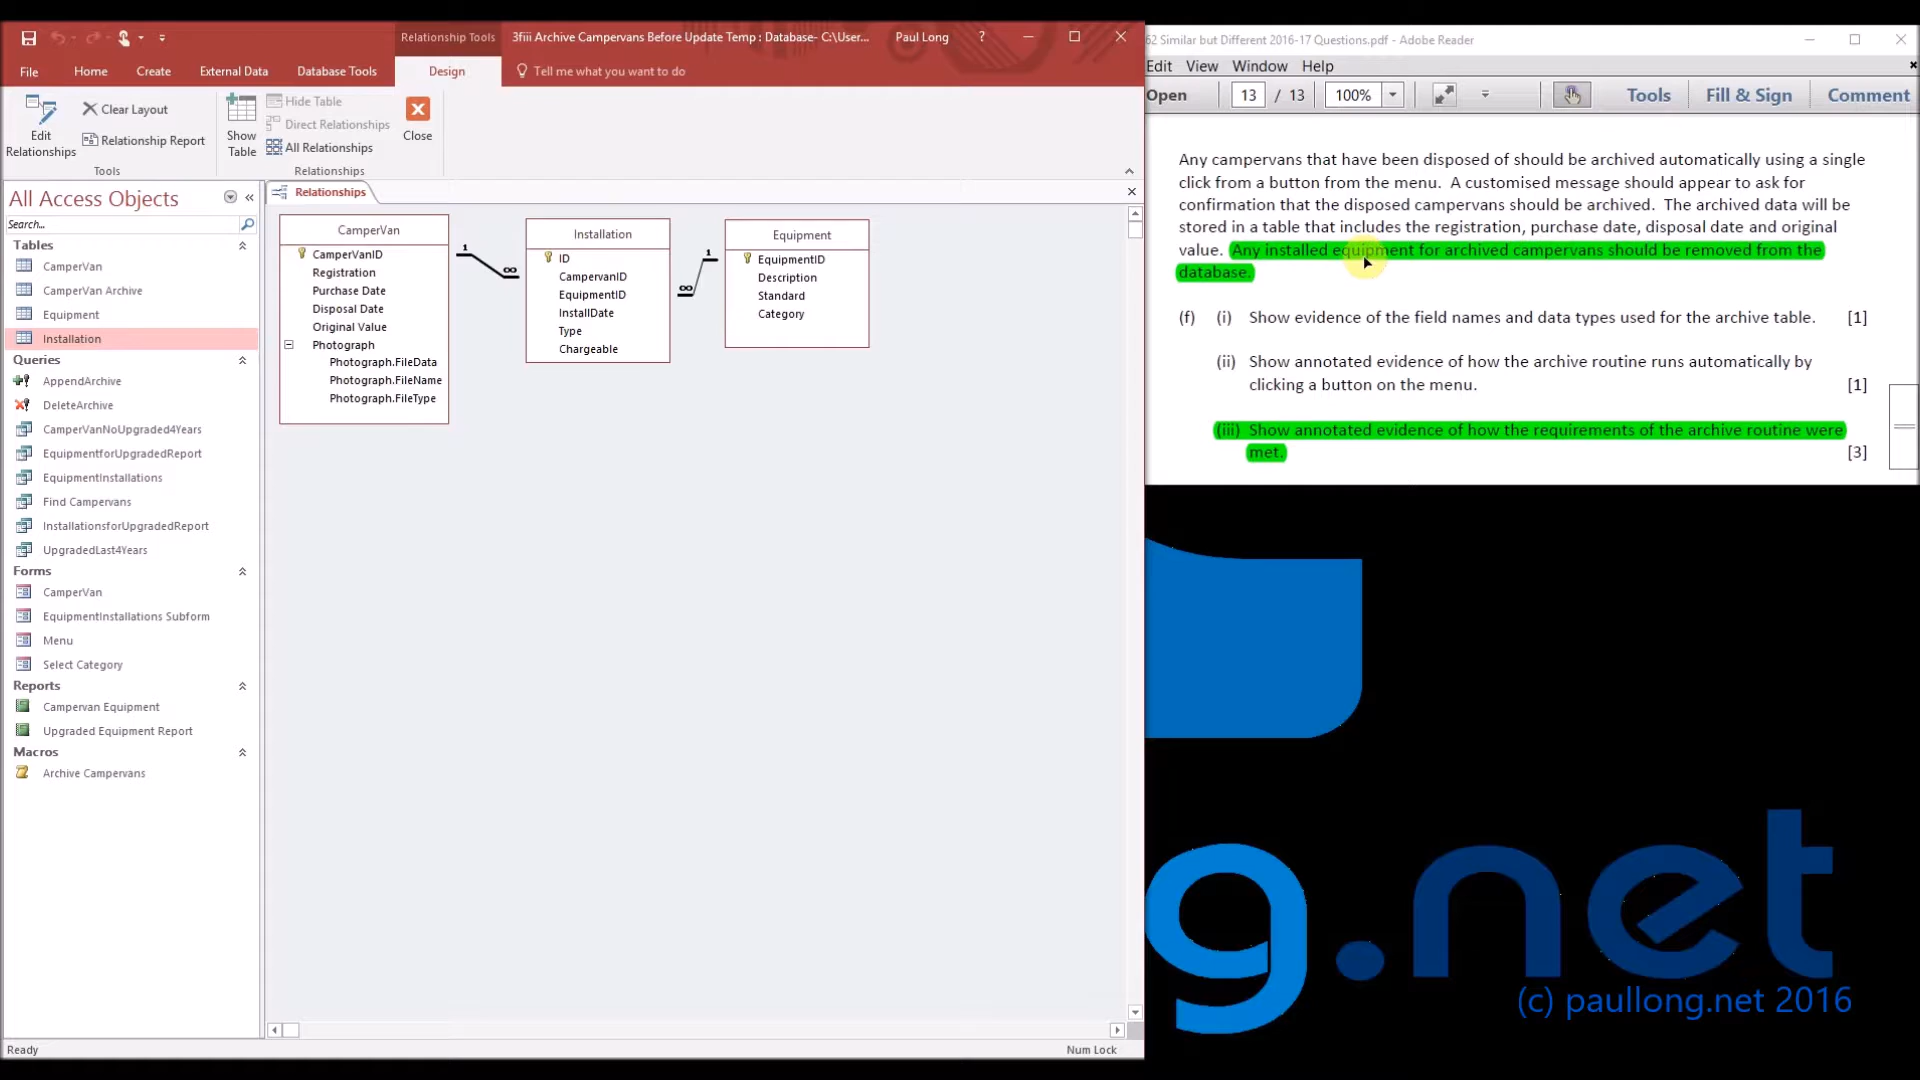 Relationship Tools
3fiii Archive Campervans Before Update Temp : Database- C:\User...
Paul Long
?
File
Home
Create
External Data
Database Tools
Design
Tell me what you want to do
Edit
Relationships
Clear Layout
Relationship Report
Tools
Show
Table
Hide Table
Direct Relationships
All Relationships
Relationships
Close
All Access Objects
Search...
Tables
CamperVan
CamperVan Archive
Equipment
Installation
Queries
AppendArchive
DeleteArchive
CamperVanNoUpgraded4Years
EquipmentforUpgradedReport
EquipmentInstallations
Find Campervans
InstallationsforUpgradedReport
UpgradedLast4Years
Forms
CamperVan
EquipmentInstallations Subform
Menu
Select Category
Reports
Campervan Equipment
Upgraded Equipment Report
Macros
Archive Campervans
Relationships
CamperVan
CamperVanID
Registration
Purchase Date
Disposal Date
Original Value
Photograph
Photograph.FileData
Photograph.FileName
Photograph.FileType
1
∞
Installation
ID
CampervanID
EquipmentID
InstallDate
Type
Chargeable
1
∞
Equipment
EquipmentID
Description
Standard
Category
Ready
Num Lock
62 Similar but Different 2016-17 Questions.pdf - Adobe Reader
Edit
View
Window
Help
Open
13
/ 13
100%
Tools
Fill & Sign
Comment
Any campervans that have been disposed of should be archived automatically using a single
click from a button from the menu. A customised message should appear to ask for
confirmation that the disposed campervans should be archived. The archived data will be
stored in a table that includes the registration, purchase date, disposal date and original
value. Any installed equipment for archived campervans should be removed from the
database.
(f) (i) Show evidence of the field names and data types used for the archive table. [1]
(ii) Show annotated evidence of how the archive routine runs automatically by
clicking a button on the menu. [1]
(iii) Show annotated evidence of how the requirements of the archive routine were
met. [3]
g.net
(c) paullong.net 2016